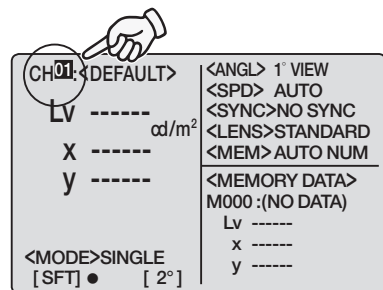 CH01:<DEFAULT>
Lv ------
cd/m²
x ------
y ------
<MODE>SINGLE
[SFT] ● [ 2°]
<ANGL> 1° VIEW
<SPD> AUTO
<SYNC>NO SYNC
<LENS>STANDARD
<MEM>AUTO NUM
<MEMORY DATA>
M000 :(NO DATA)
Lv ------
x ------
y ------